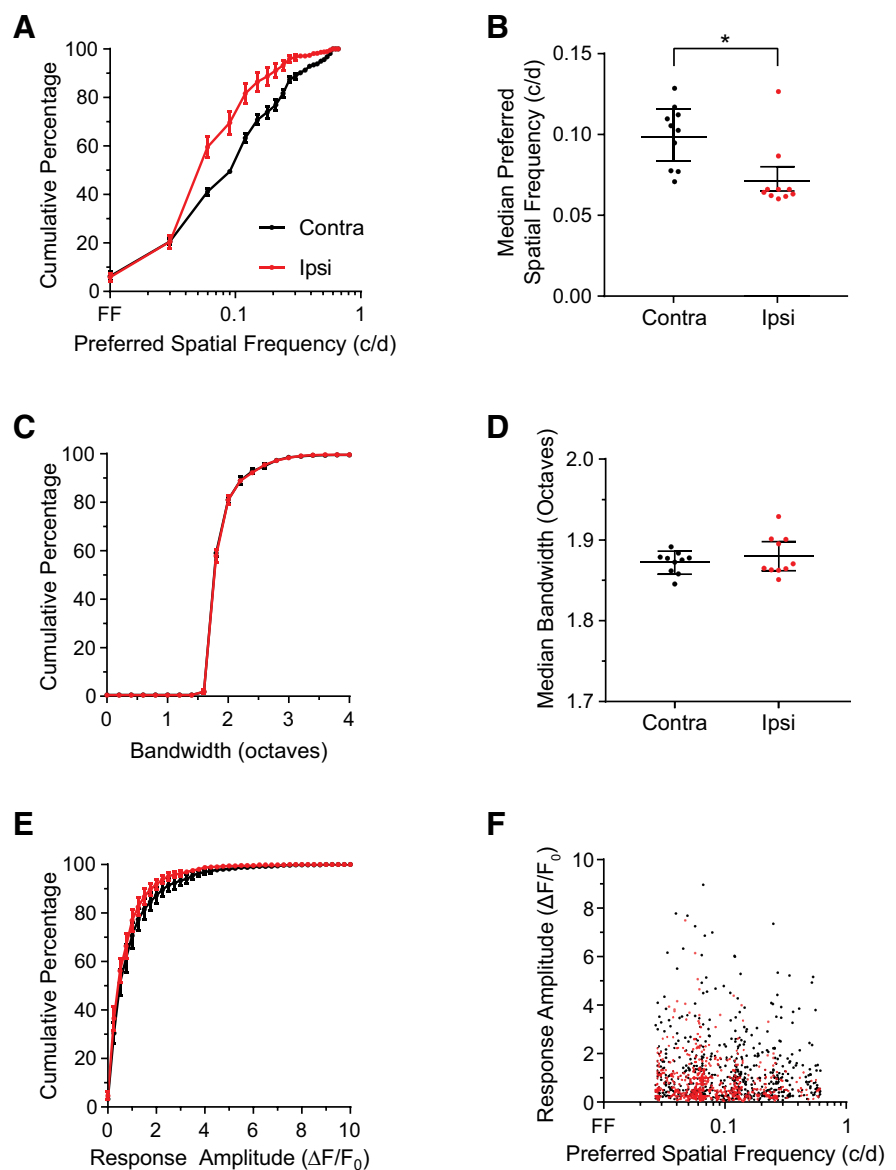 A
Cumulative Percentage
100
80
60
40
20
0
Contra
Ipsi
FF
0.1
1
Preferred Spatial Frequency (c/d)
B
Median Preferred
Spatial Frequency (c/d)
*
0.15
0.10
0.05
0.00
Contra
Ipsi
C
Cumulative Percentage
100
80
60
40
20
0
0
1
2
3
4
Bandwidth (octaves)
D
Median Bandwidth (Octaves)
2.0
1.9
1.8
1.7
Contra
Ipsi
E
Cumulative Percentage
100
80
60
40
20
0
0
2
4
6
8
10
Response Amplitude (ΔF/F₀)
F
Response Amplitude (ΔF/F₀)
10
8
6
4
2
0
FF
0.1
1
Preferred Spatial Frequency (c/d)